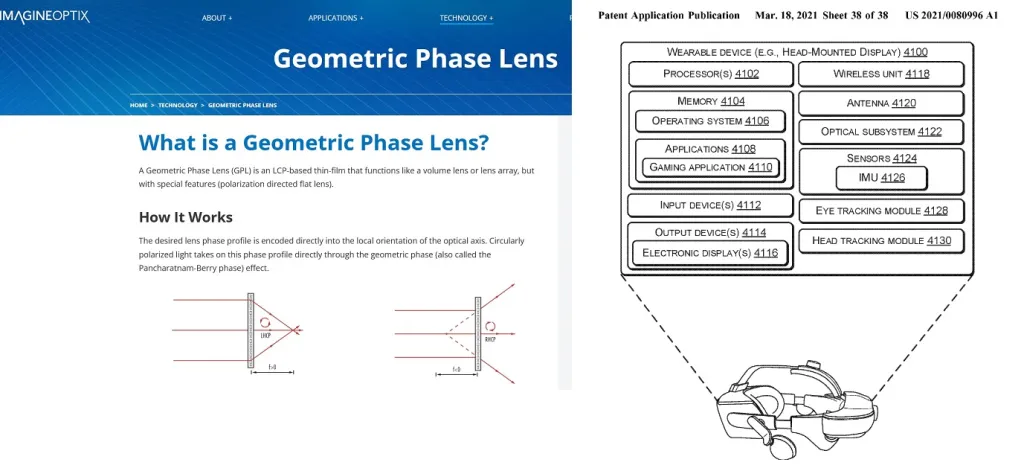 IMAGINEOPTIX
ABOUT +
APPLICATIONS +
TECHNOLOGY +
Geometric Phase Lens
HOME > TECHNOLOGY > GEOMETRIC PHASE LENS
What is a Geometric Phase Lens?
A Geometric Phase Lens (GPL) is an LCP-based thin-film that functions like a volume lens or lens array, but
with special features (polarization directed flat lens).
How It Works
The desired lens phase profile is encoded directly into the local orientation of the optical axis. Circularly
polarized light takes on this phase profile directly through the geometric phase (also called the
Pancharatnam-Berry phase) effect.
LHCP
f>0
RHCP
f<0
Patent Application Publication Mar. 18, 2021 Sheet 38 of 38 US 2021/0080996 A1
WEARABLE DEVICE (E.G., HEAD-MOUNTED DISPLAY) 4100
PROCESSOR(S) 4102
MEMORY 4104
OPERATING SYSTEM 4106
APPLICATIONS 4108
GAMING APPLICATION 4110
INPUT DEVICE(S) 4112
OUTPUT DEVICE(S) 4114
ELECTRONIC DISPLAY(S) 4116
WIRELESS UNIT 4118
ANTENNA 4120
OPTICAL SUBSYSTEM 4122
SENSORS 4124
IMU 4126
EYE TRACKING MODULE 4128
HEAD TRACKING MODULE 4130